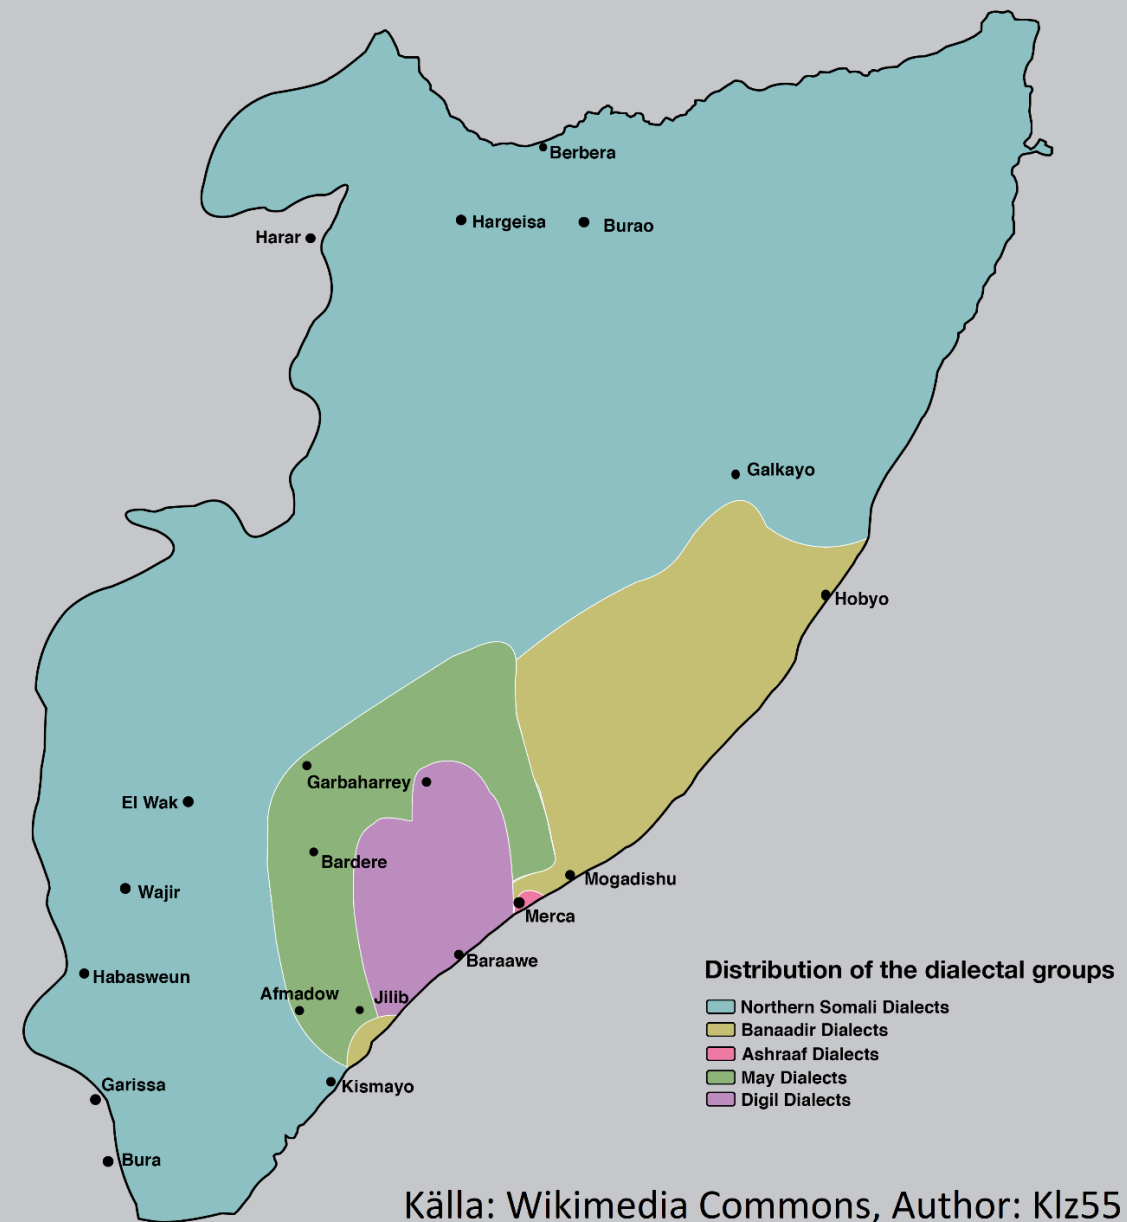 Berbera
Hargeisa
Burao
Harar
Galkayo
Hobyo
Garbaharrey
El Wak
Bardere
Mogadishu
Wajir
Merca
Baraawe
Habasweun
Afmadow
Jilib
Garissa
Kismayo
Bura
Distribution of the dialectal groups
Northern Somali Dialects
Banaadir Dialects
Ashraaf Dialects
May Dialects
Digil Dialects
Källa: Wikimedia Commons, Author: Klz55